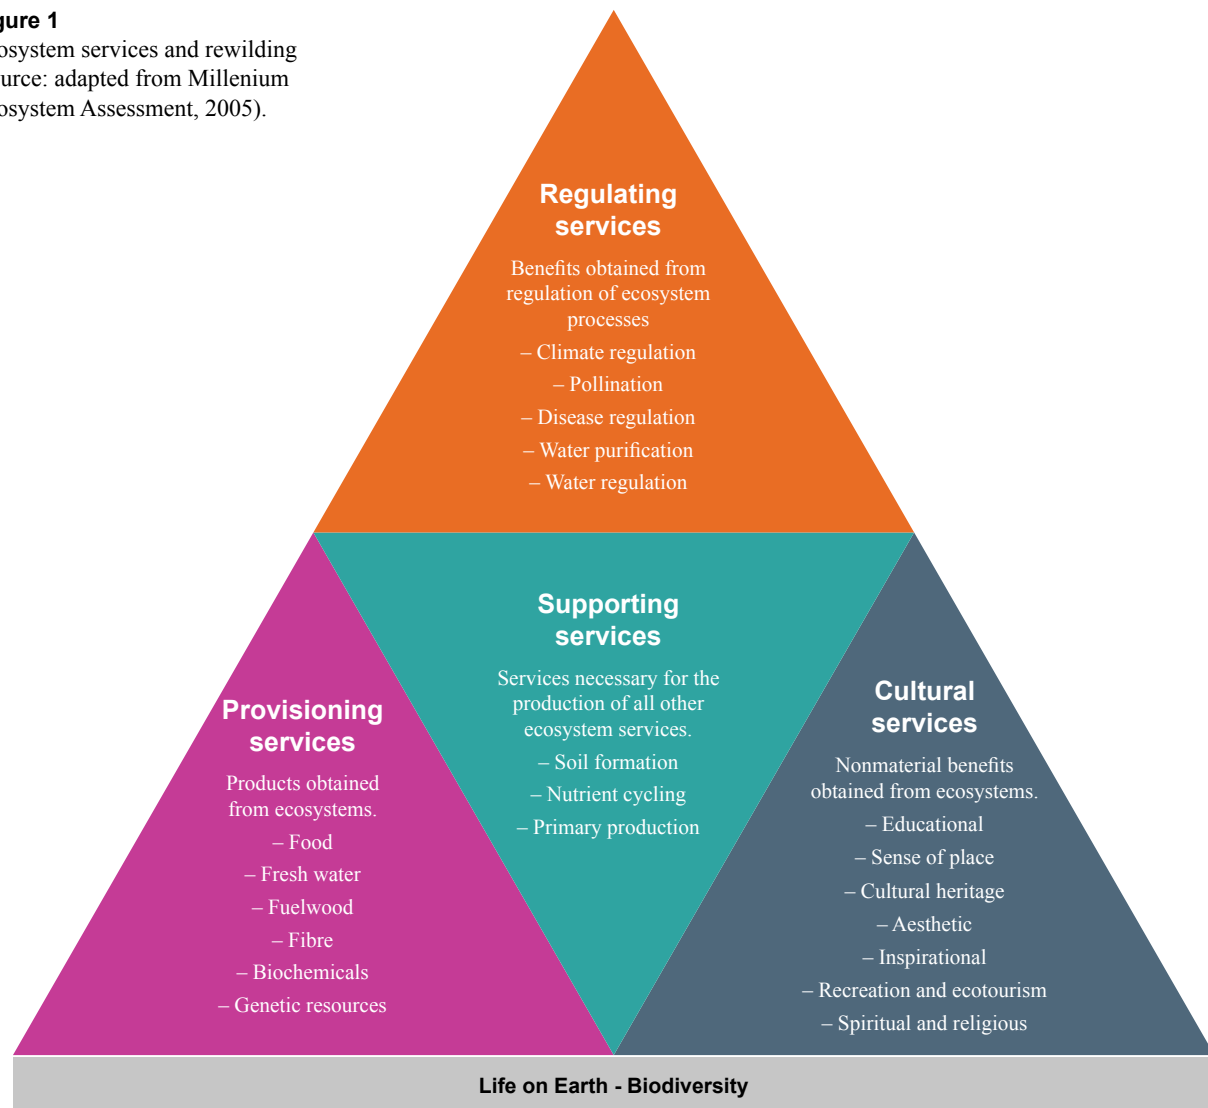 gure 1
osystem services and rewilding
urce: adapted from Millenium
osystem Assessment, 2005).
Regulating
services
Benefits obtained from
regulation of ecosystem
processes
– Climate regulation
– Pollination
– Disease regulation
– Water purification
– Water regulation
Supporting
services
Services necessary for the
production of all other
ecosystem services.
– Soil formation
– Nutrient cycling
– Primary production
Provisioning
services
Products obtained
from ecosystems.
– Food
– Fresh water
– Fuelwood
– Fibre
– Biochemicals
– Genetic resources
Cultural
services
Nonmaterial benefits
obtained from ecosystems.
– Educational
– Sense of place
– Cultural heritage
– Aesthetic
– Inspirational
– Recreation and ecotourism
– Spiritual and religious
Life on Earth - Biodiversity